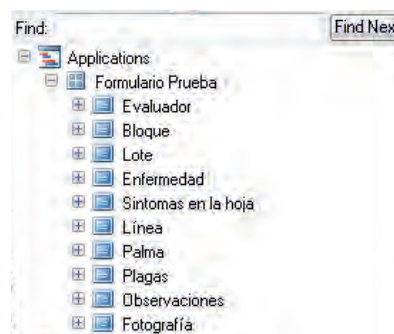 Find: Find Nex
Applications
Formulario Prueba
Evaluador
Bloque
Lote
Enfermedad
Sintomas en la hoja
Línea
Palma
Plagas
Observaciones
Fotografía